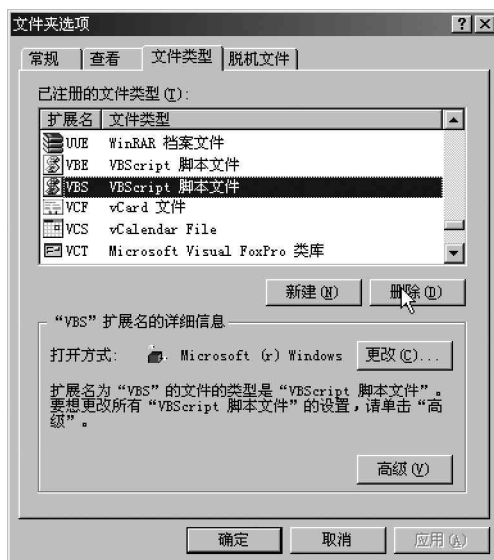 文件夹选项
常规 查看 文件类型 脱机文件
已注册的文件类型(T):
扩展名 文件类型
UUE WinRAR 档案文件
VBE VBScript 脚本文件
VBS VBScript 脚本文件
VCF vCard 文件
VCS vCalendar File
VCT Microsoft Visual FoxPro 类库
新建(N) 删除(D)
“VBS”扩展名的详细信息
打开方式: Microsoft (r) Windows 更改(C)...
扩展名为“VBS”的文件的类型是“VBScript 脚本文件”。
要想更改所有“VBScript 脚本文件”的设置，请单击“高
级”。
高级(V)
确定 取消 应用(A)